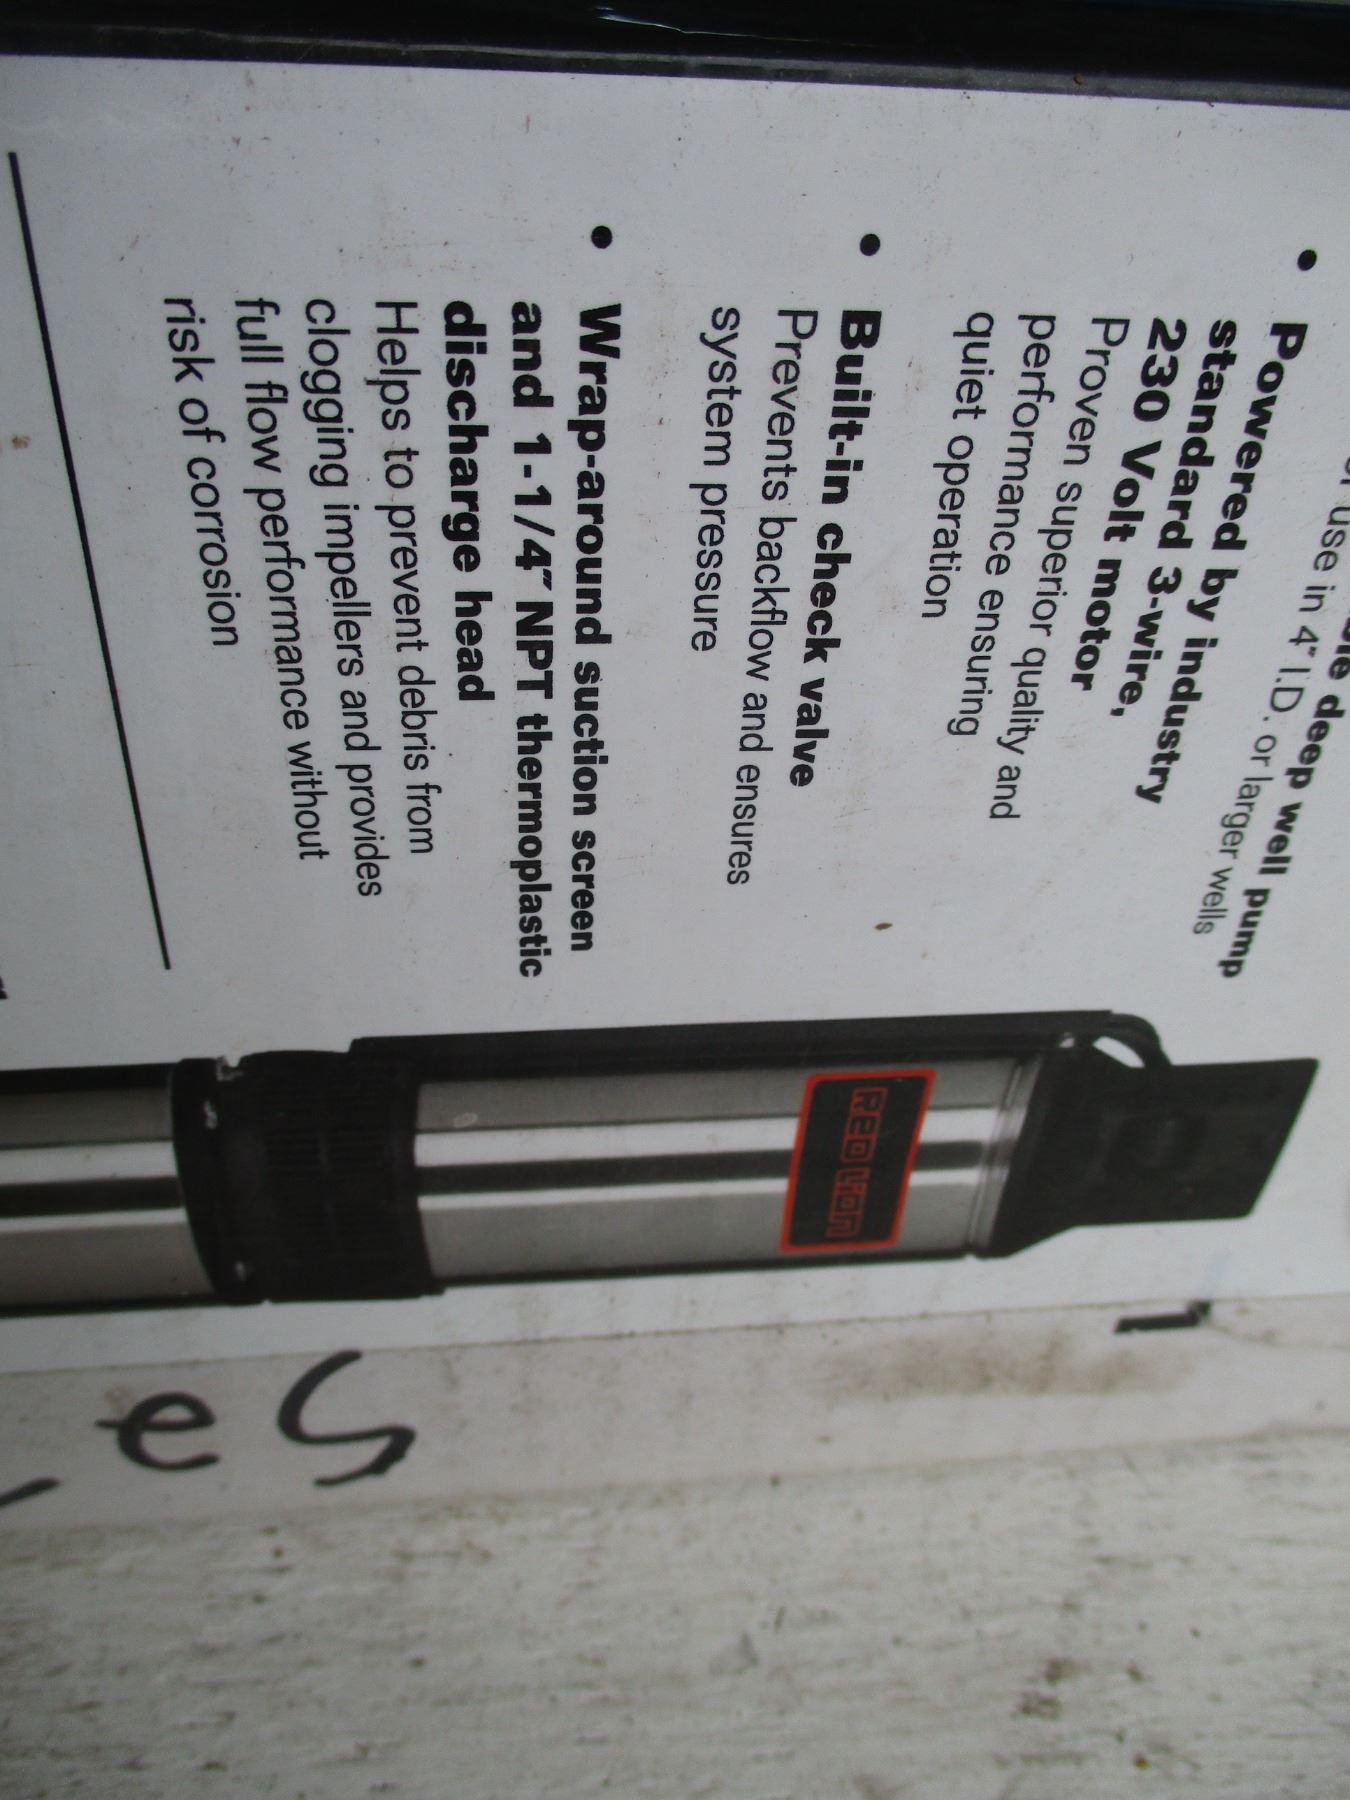 deep well pump
use in 4" I.D. or larger wells
• Powered by industry
standard 3-wire,
230 Volt motor
Proven superior quality and
performance ensuring
quiet operation
• Built-in check valve
Prevents backflow and ensures
system pressure
• Wrap-around suction screen
and 1-1/4" NPT thermoplastic
discharge head
Helps to prevent debris from
clogging impellers and provides
full flow performance without
risk of corrosion
RED LION